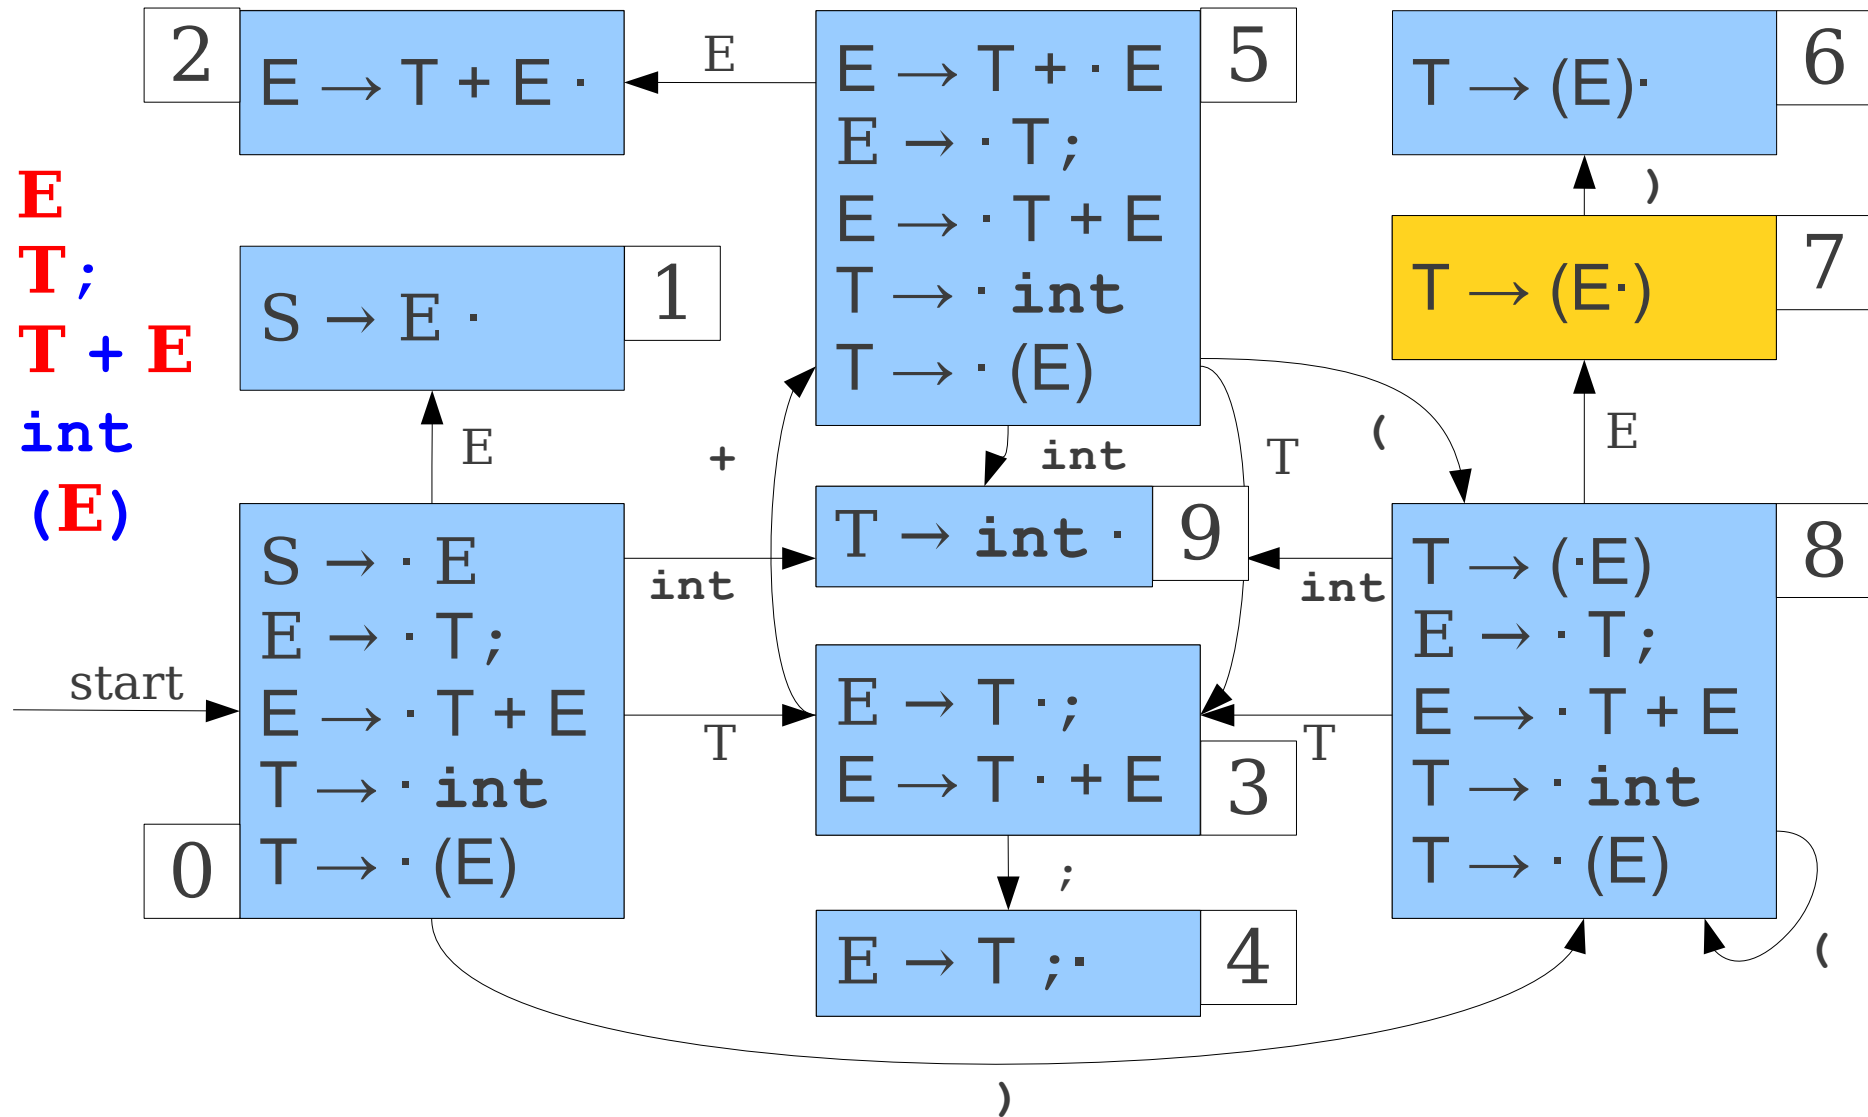 E
T ;
T + E
int
(E)
2
E → T + E ·
E
5
E → T + · E
E → · T ;
E → · T + E
T → · int
T → · (E)
6
T → (E)·
)
7
T → (E·)
1
S → E ·
E
+
int
T
(
E
T → int ·
9
int
int
start
S → · E
E → · T ;
E → · T + E
T → · int
T → · (E)
0
T
E → T · ;
E → T · + E
3
T
8
T → (·E)
E → · T ;
E → · T + E
T → · int
T → · (E)
;
E → T ;·
4
(
)